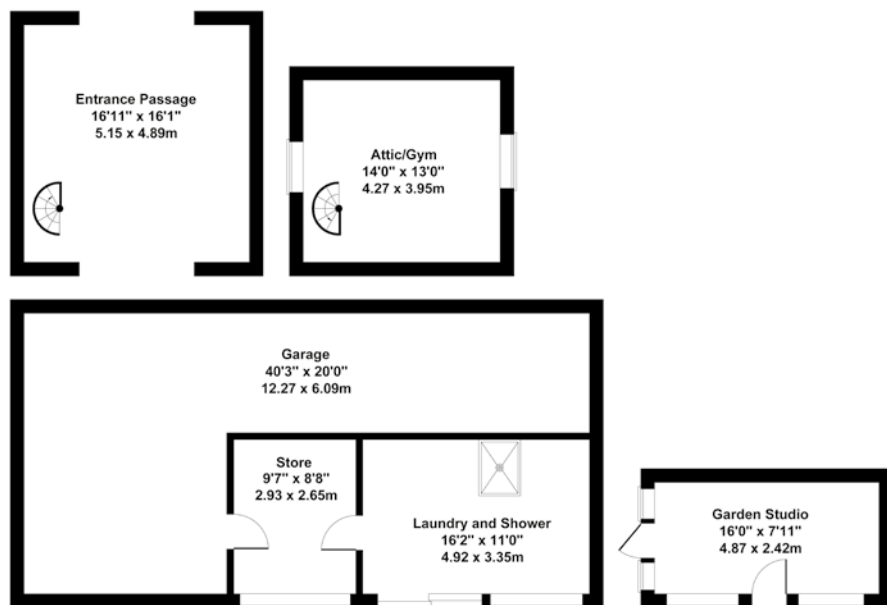 Entrance Passage
16'11" x 16'1"
5.15 x 4.89m
Attic/Gym
14'0" x 13'0"
4.27 x 3.95m
Garage
40'3" x 20'0"
12.27 x 6.09m
Store
9'7" x 8'8"
2.93 x 2.65m
Laundry and Shower
16'2" x 11'0"
4.92 x 3.35m
Garden Studio
16'0" x 7'11"
4.87 x 2.42m